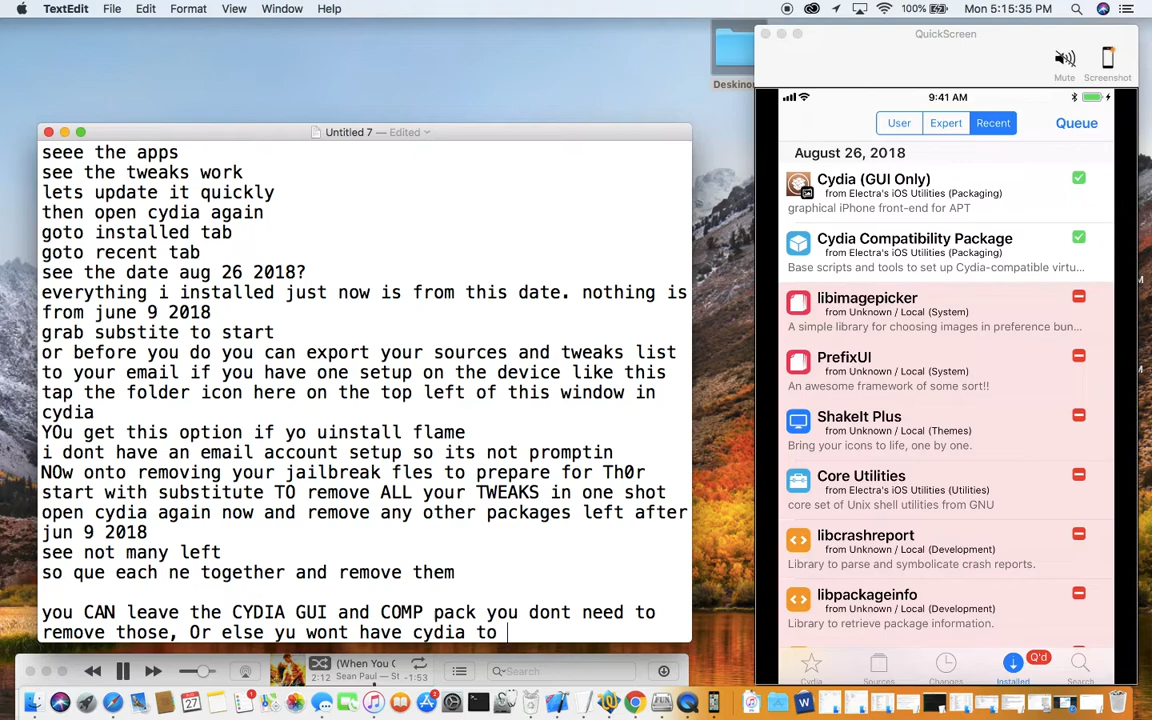 TextEdit File Edit Format View Window Help 100% Mon 5:15:35 PM
QuickScreen
Mute Screenshot
Untitled 7 — Edited
seee the apps
see the tweaks work
lets update it quickly
then open cydia again
goto installed tab
goto recent tab
see the date aug 26 2018?
everything i installed just now is from this date. nothing is
from june 9 2018
grab substite to start
or before you do you can export your sources and tweaks list
to your email if you have one setup on the device like this
tap the folder icon here on the top left of this window in
cydia
YOu get this option if yo uinstall flame
i dont have an email account setup so its not promptin
NOw onto removing your jailbreak fles to prepare for Th0r
start with substitute TO remove ALL your TWEAKS in one shot
open cydia again now and remove any other packages left after
jun 9 2018
see not many left
so que each ne together and remove them
you CAN leave the CYDIA GUI and COMP pack you dont need to
remove those, Or else yu wont have cydia to
9:41 AM
User Expert Recent Queue
August 26, 2018
Cydia (GUI Only)
from Electra's iOS Utilities (Packaging)
graphical iPhone front-end for APT
Cydia Compatibility Package
from Electra's iOS Utilities (Packaging)
Base scripts and tools to set up Cydia-compatible virtu...
libimagepicker
from Unknown / Local (System)
A simple library for choosing images in preference bun...
PrefixUI
from Unknown / Local (System)
An awesome framework of some sort!!
ShakeIt Plus
from Unknown / Local (Themes)
Bring your icons to life, one by one.
Core Utilities
from Electra's iOS Utilities (Utilities)
core set of Unix shell utilities from GNU
libcrashreport
from Unknown / Local (Development)
Library to parse and symbolicate crash reports.
libpackageinfo
from Unknown / Local (Development)
Library to retrieve package information.
Q'd
Cydia Sources Changes Installed Search
(When You
2:12 Sean Paul — St -1:53
Search
27